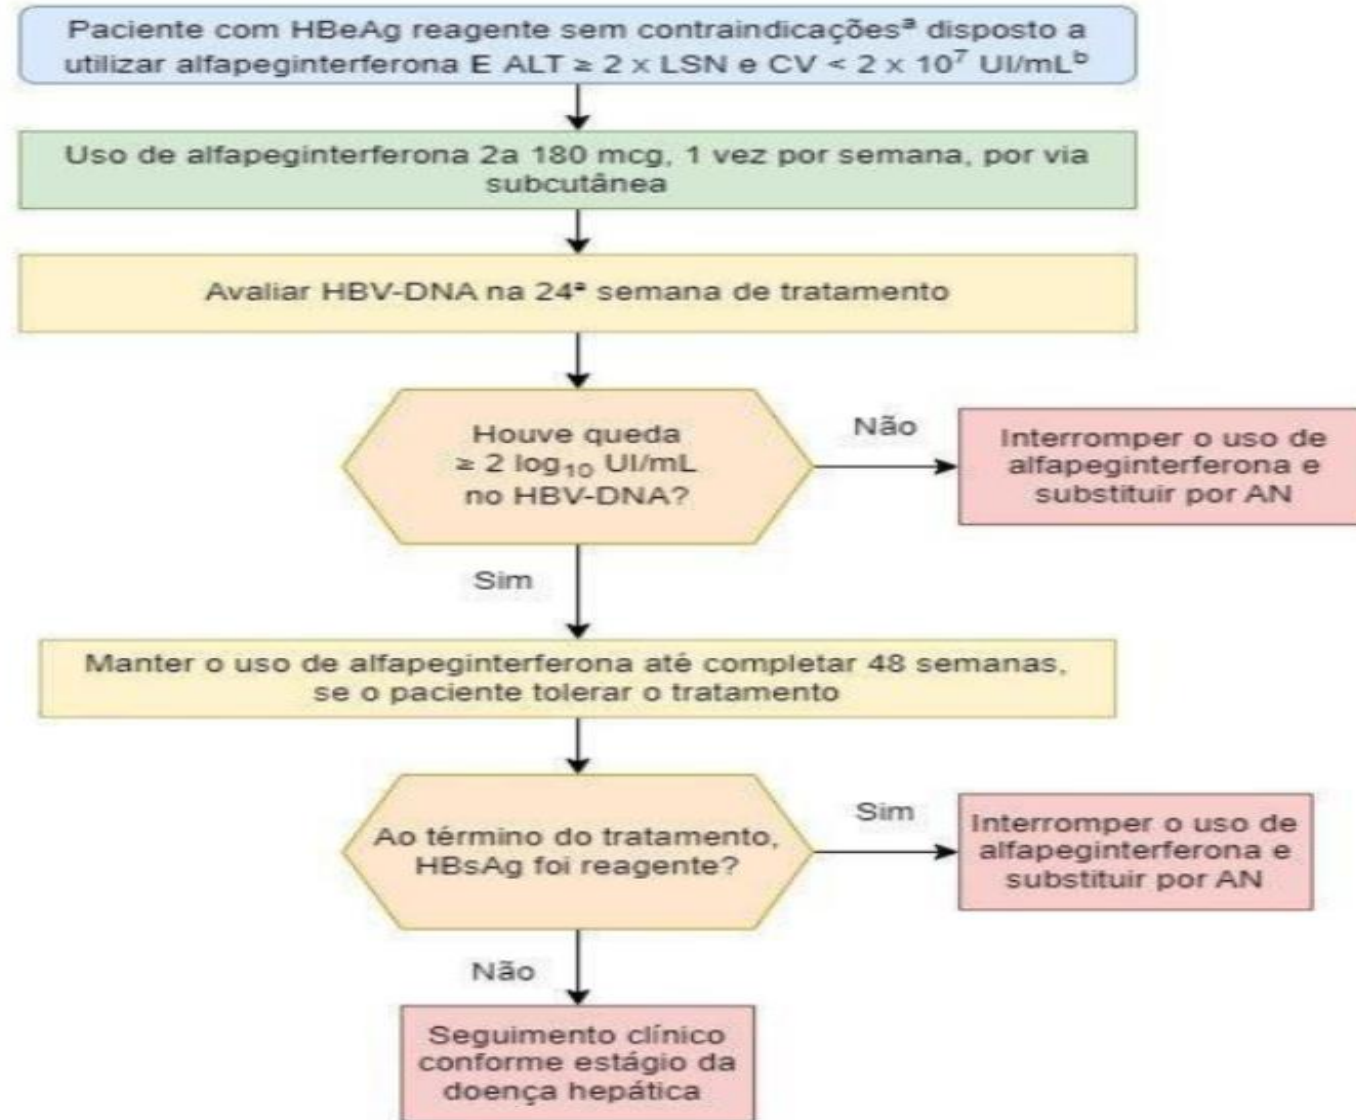 Paciente com HBeAg reagente sem contraindicaçõesª disposto a
utilizar alfapeginterferona E ALT ≥ 2 x LSN e CV < 2 x 10⁷ UI/mLᵇ
Uso de alfapeginterferona 2a 180 mcg, 1 vez por semana, por via
subcutânea
Avaliar HBV-DNA na 24ª semana de tratamento
Houve queda
≥ 2 log₁₀ UI/mL
no HBV-DNA?
Não
Interromper o uso de
alfapeginterferona e
substituir por AN
Sim
Manter o uso de alfapeginterferona até completar 48 semanas,
se o paciente tolerar o tratamento
Ao término do tratamento,
HBsAg foi reagente?
Sim
Interromper o uso de
alfapeginterferona e
substituir por AN
Não
Seguimento clínico
conforme estágio da
doença hepática